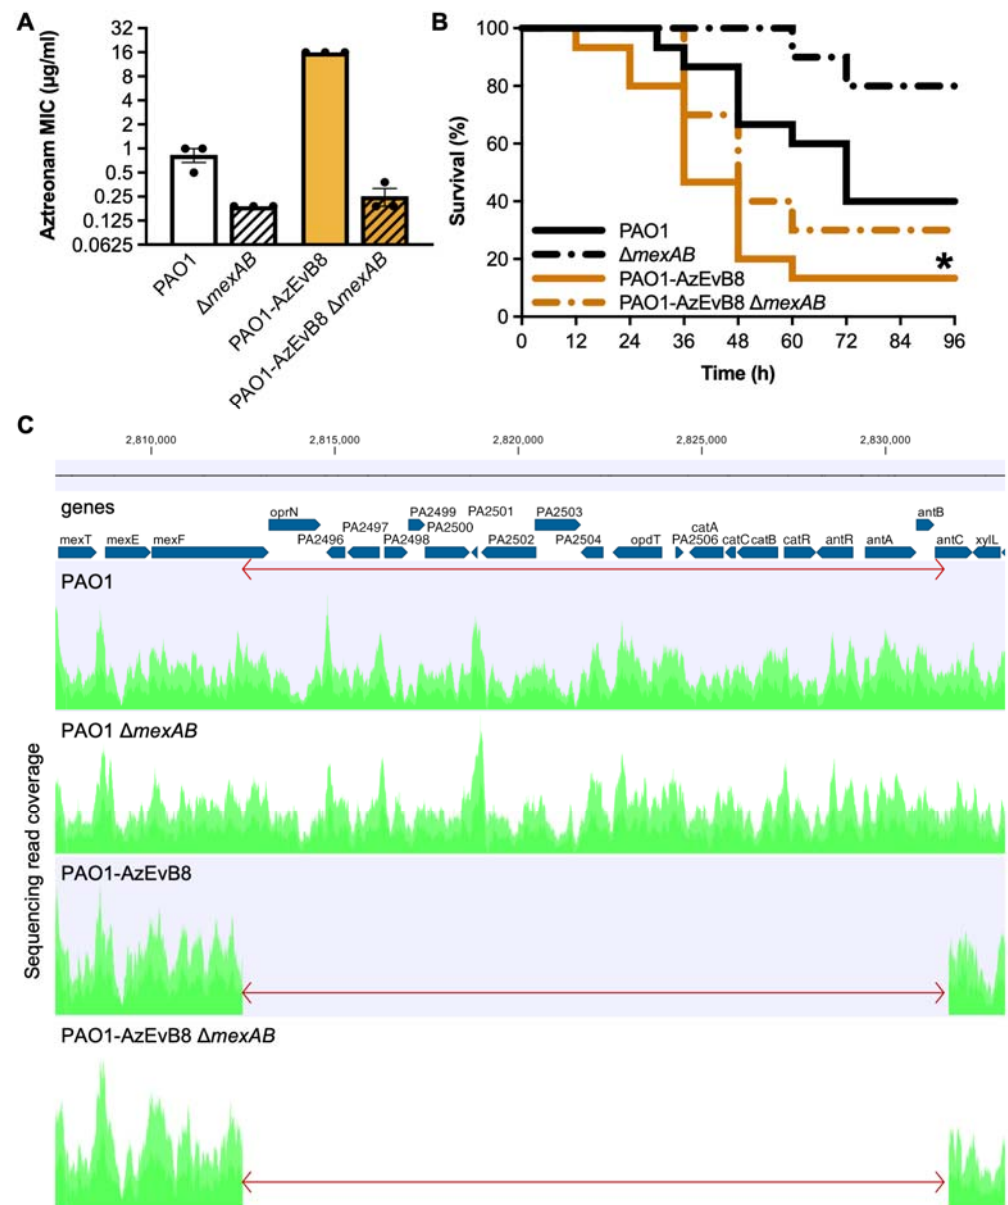 A
Aztreonam MIC (µg/ml)
32
16
8
4
2
1
0.5
0.25
0.125
0.0625
PAO1
ΔmexAB
PAO1-AzEvB8
PAO1-AzEvB8 ΔmexAB
B
Survival (%)
100
80
60
40
20
0
PAO1
ΔmexAB
PAO1-AzEvB8
PAO1-AzEvB8 ΔmexAB
*
0 12 24 36 48 60 72 84 96
Time (h)
C
2,810,000 2,815,000 2,820,000 2,825,000 2,830,000
genes
oprN PA2499 PA2501 PA2503 antB
PA2497 PA2500 catA
mexT mexE mexF PA2496 PA2498 PA2502 PA2504 opdT PA2506 catC catB catR antR antA antC xylL
PAO1
PAO1 ΔmexAB
PAO1-AzEvB8
PAO1-AzEvB8 ΔmexAB
Sequencing read coverage